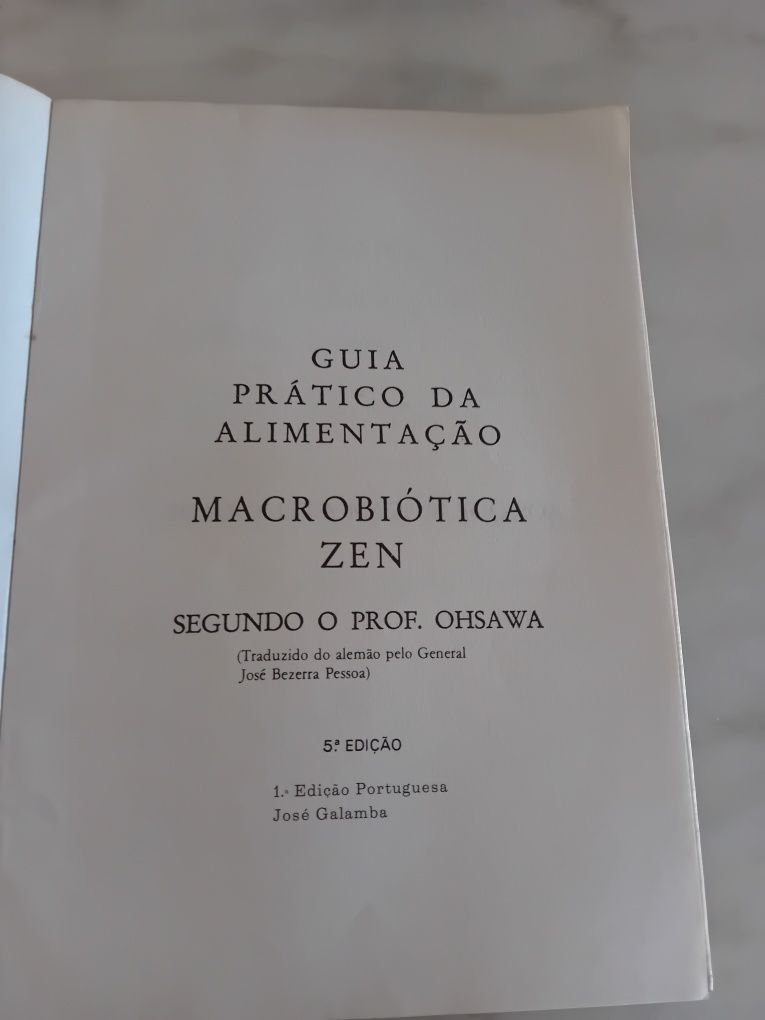 GUIA
PRÁTICO DA
ALIMENTAÇÃO
MACROBIÓTICA
ZEN
SEGUNDO O PROF. OHSAWA
(Traduzido do alemão pelo General
José Bezerra Pessoa)
5.ª EDIÇÃO
1.ª Edição Portuguesa
José Galamba